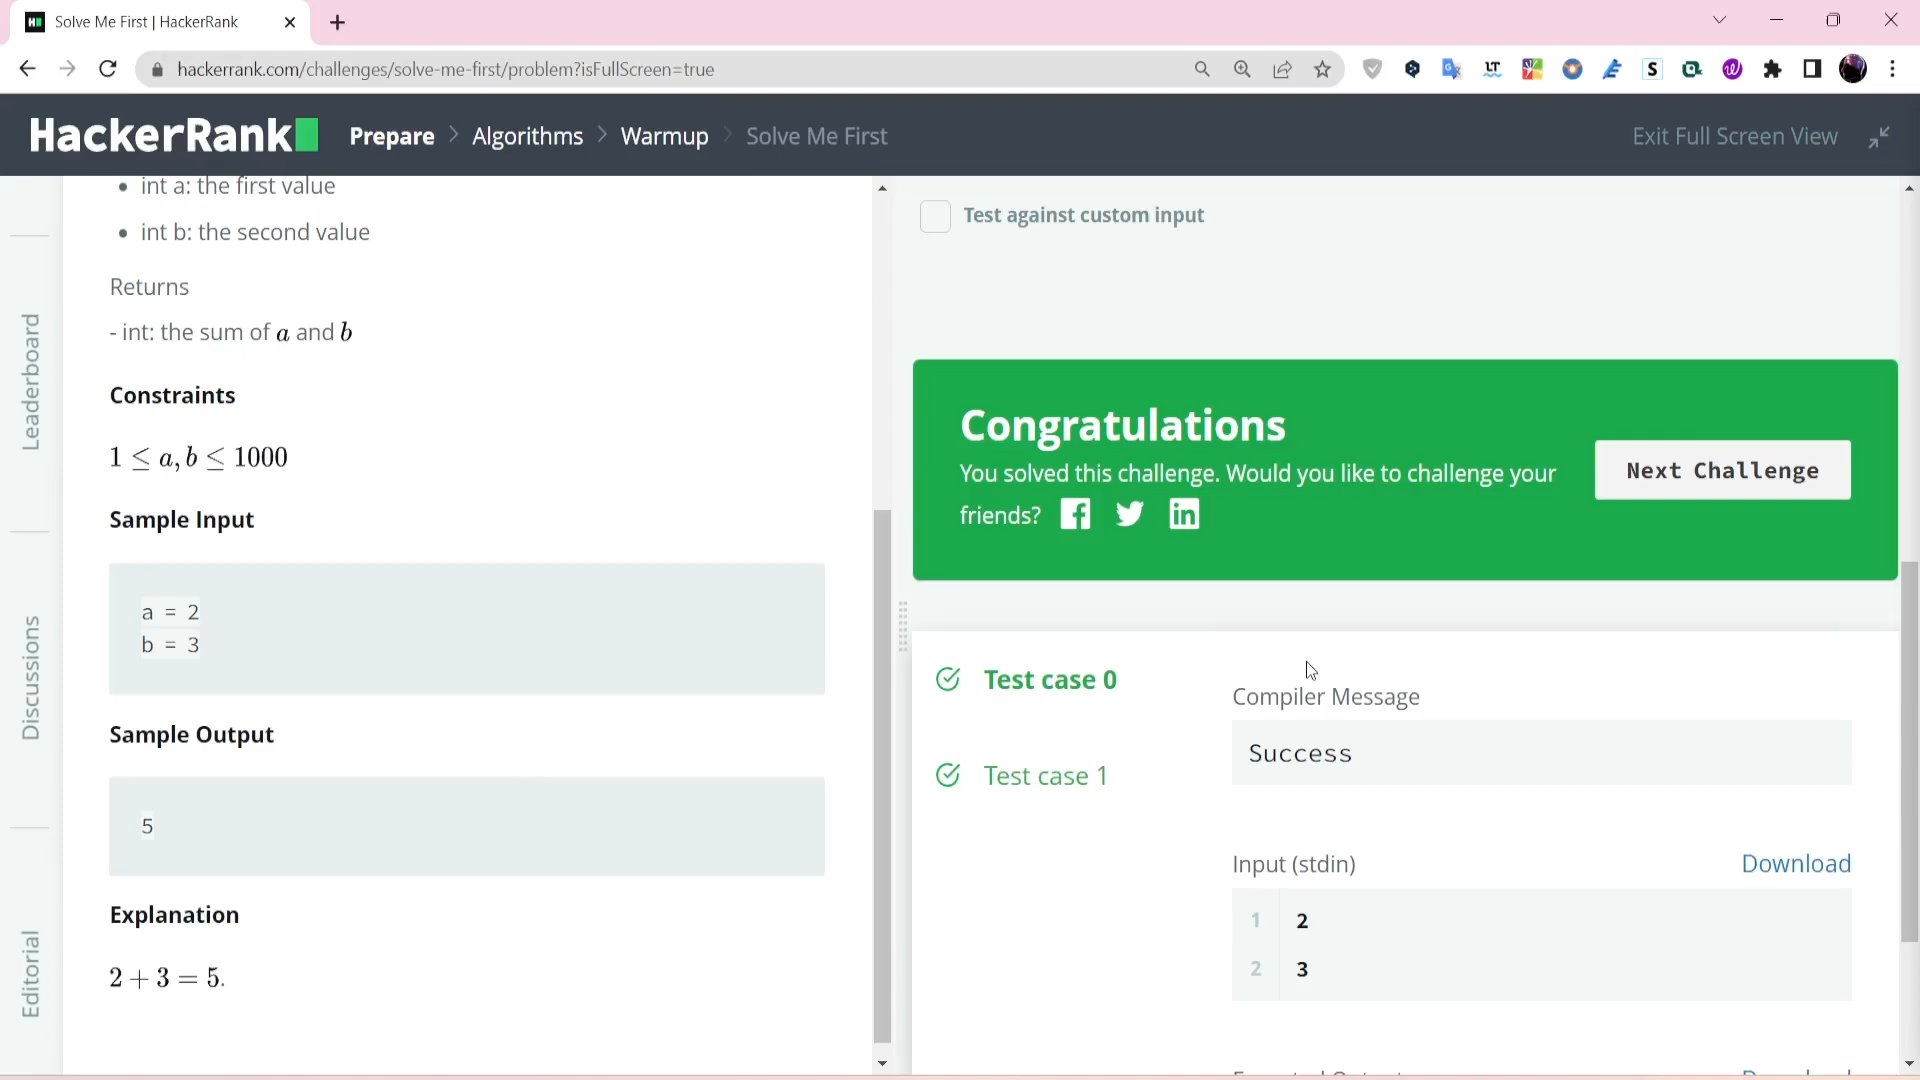 Solve Me First | HackerRank
hackerrank.com/challenges/solve-me-first/problem?isFullScreen=true
HackerRank
Prepare > Algorithms > Warmup > Solve Me First
Exit Full Screen View
Leaderboard
Discussions
Editorial
• int a: the first value
• int b: the second value
Returns
- int: the sum of a and b
Constraints
1 ≤ a, b ≤ 1000
Sample Input
a = 2
b = 3
Sample Output
5
Explanation
2 + 3 = 5.
Test against custom input
Congratulations
You solved this challenge. Would you like to challenge your
friends?
Next Challenge
Test case 0
Test case 1
Compiler Message
Success
Input (stdin)
Download
1 2
2 3